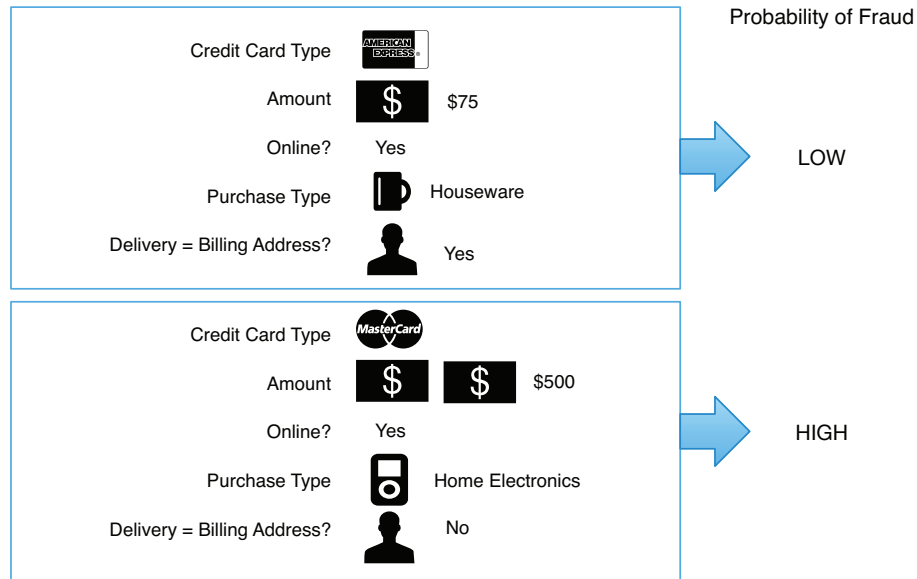 Probability of Fraud
Credit Card Type AMERICAN EXPRESS ®
Amount $ $75
Online? Yes
Purchase Type Houseware
Delivery = Billing Address? Yes
LOW
Credit Card Type MasterCard
Amount $ $ $500
Online? Yes
Purchase Type Home Electronics
Delivery = Billing Address? No
HIGH